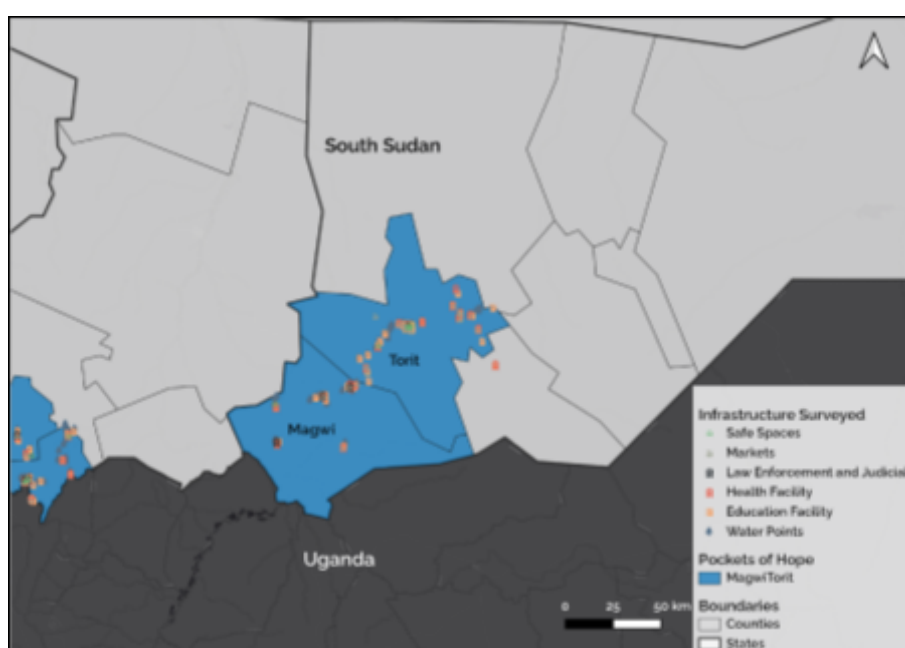 South Sudan
Torit
Magwi
Uganda
0 25 50 km
Infrastructure Surveyed
Safe Spaces
Markets
Law Enforcement and Judicial
Health Facility
Education Facility
Water Points
Pockets of Hope
MagwiTorit
Boundaries
Counties
States